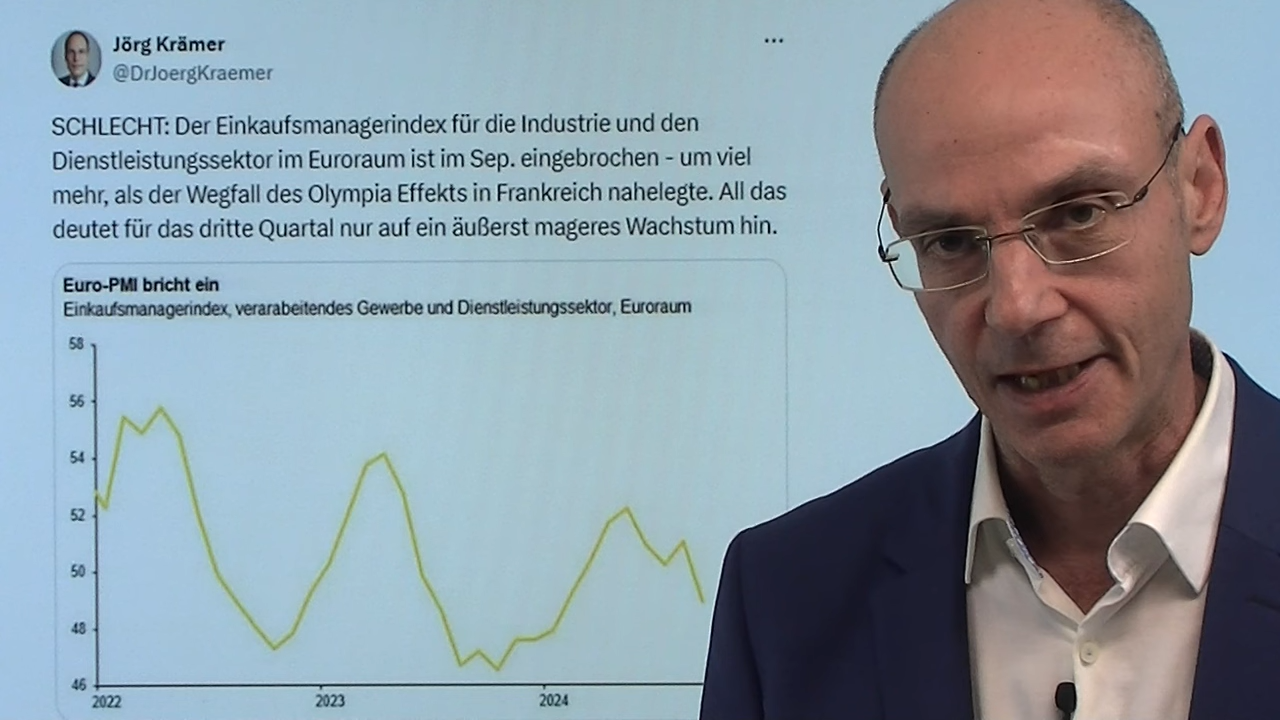 Jörg Krämer
...
@DrJoergKraemer
SCHLECHT: Der Einkaufsmanagerindex für die Industrie und den
Dienstleistungssektor im Euroraum ist im Sep. eingebrochen - um viel
mehr, als der Wegfall des Olympia Effekts in Frankreich nahelegte. All das
deutet für das dritte Quartal nur auf ein äußerst mageres Wachstum hin.
Euro-PMI bricht ein
Einkaufsmanagerindex, verarabeitendes Gewerbe und Dienstleistungssektor, Euroraum
58
56
54
52
50
48
46
2022 2023 2024